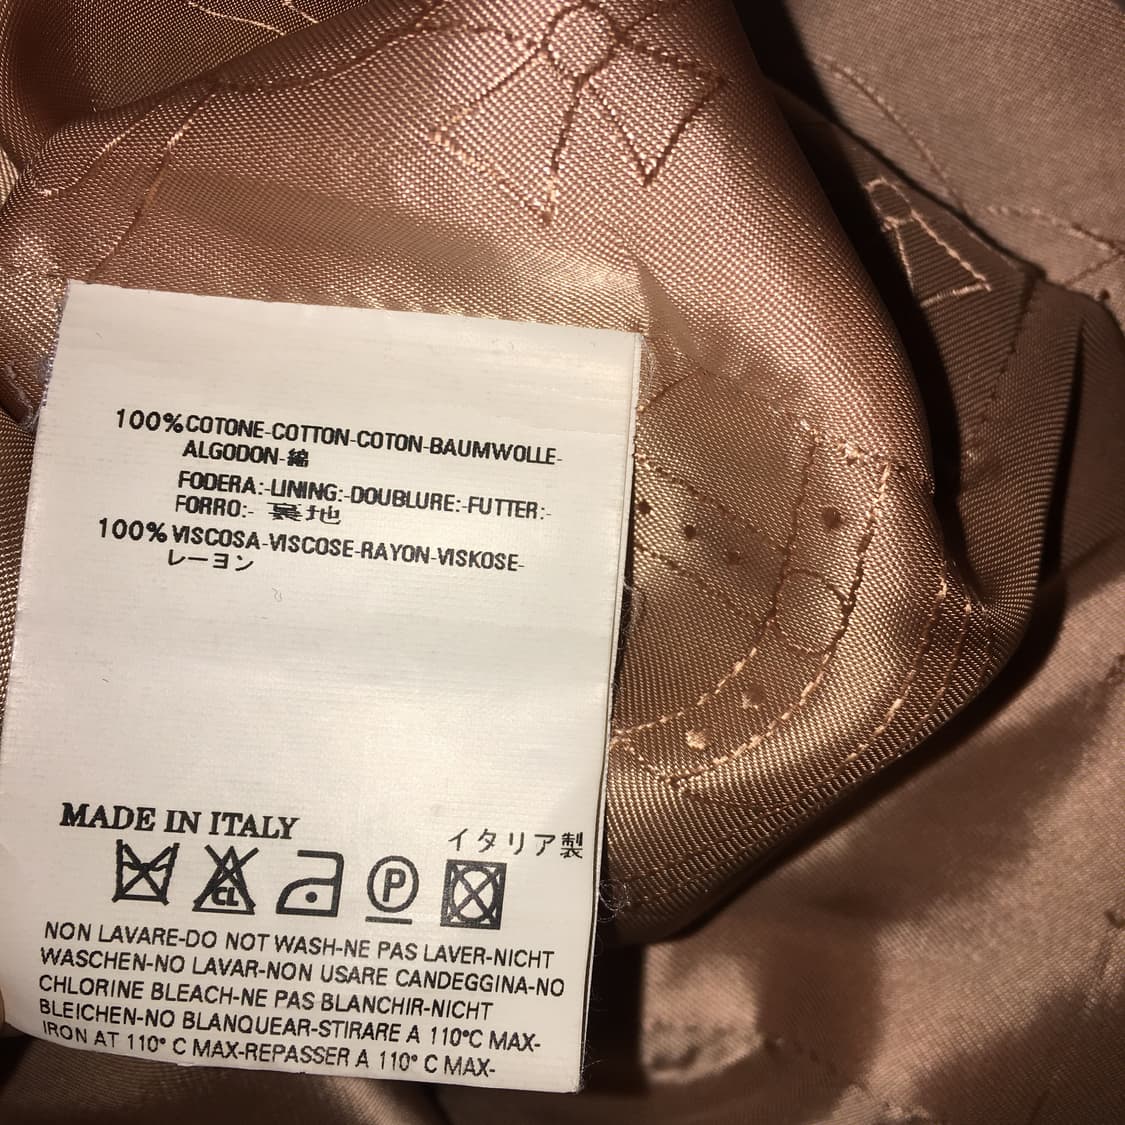 100%COTONE-COTTON-COTON-BAUMWOLLE-
ALGODON-綿
FODERA:-LINING:-DOUBLURE:-FUTTER:-
FORRO:- 裏地
100%VISCOSA-VISCOSE-RAYON-VISKOSE-
レーヨン
MADE IN ITALY
イタリア製
CL P
NON LAVARE-DO NOT WASH-NE PAS LAVER-NICHT
WASCHEN-NO LAVAR-NON USARE CANDEGGINA-NO
CHLORINE BLEACH-NE PAS BLANCHIR-NICHT
BLEICHEN-NO BLANQUEAR-STIRARE A 110°C MAX-
IRON AT 110° C MAX-REPASSER A 110° C MAX-